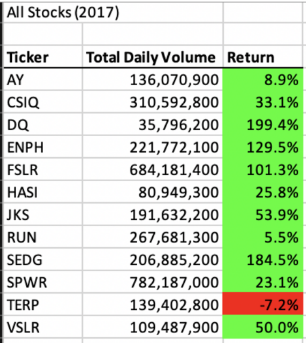 All Stocks (2017)
Ticker Total Daily Volume Return
AY 136,070,900 8.9%
CSIQ 310,592,800 33.1%
DQ 35,796,200 199.4%
ENPH 221,772,100 129.5%
FSLR 684,181,400 101.3%
HASI 80,949,300 25.8%
JKS 191,632,200 53.9%
RUN 267,681,300 5.5%
SEDG 206,885,200 184.5%
SPWR 782,187,000 23.1%
TERP 139,402,800 -7.2%
VSLR 109,487,900 50.0%